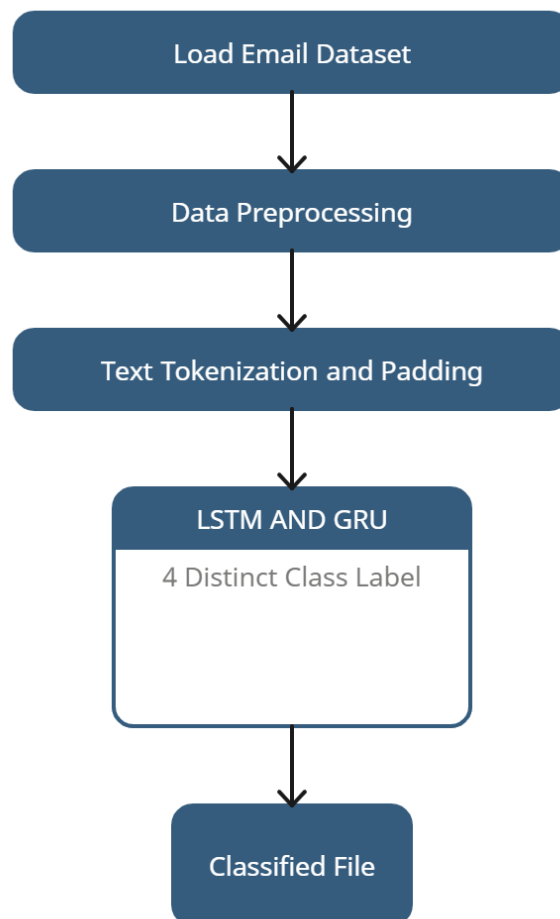 Load Email Dataset
Data Preprocessing
Text Tokenization and Padding
LSTM AND GRU
4 Distinct Class Label
Classified File